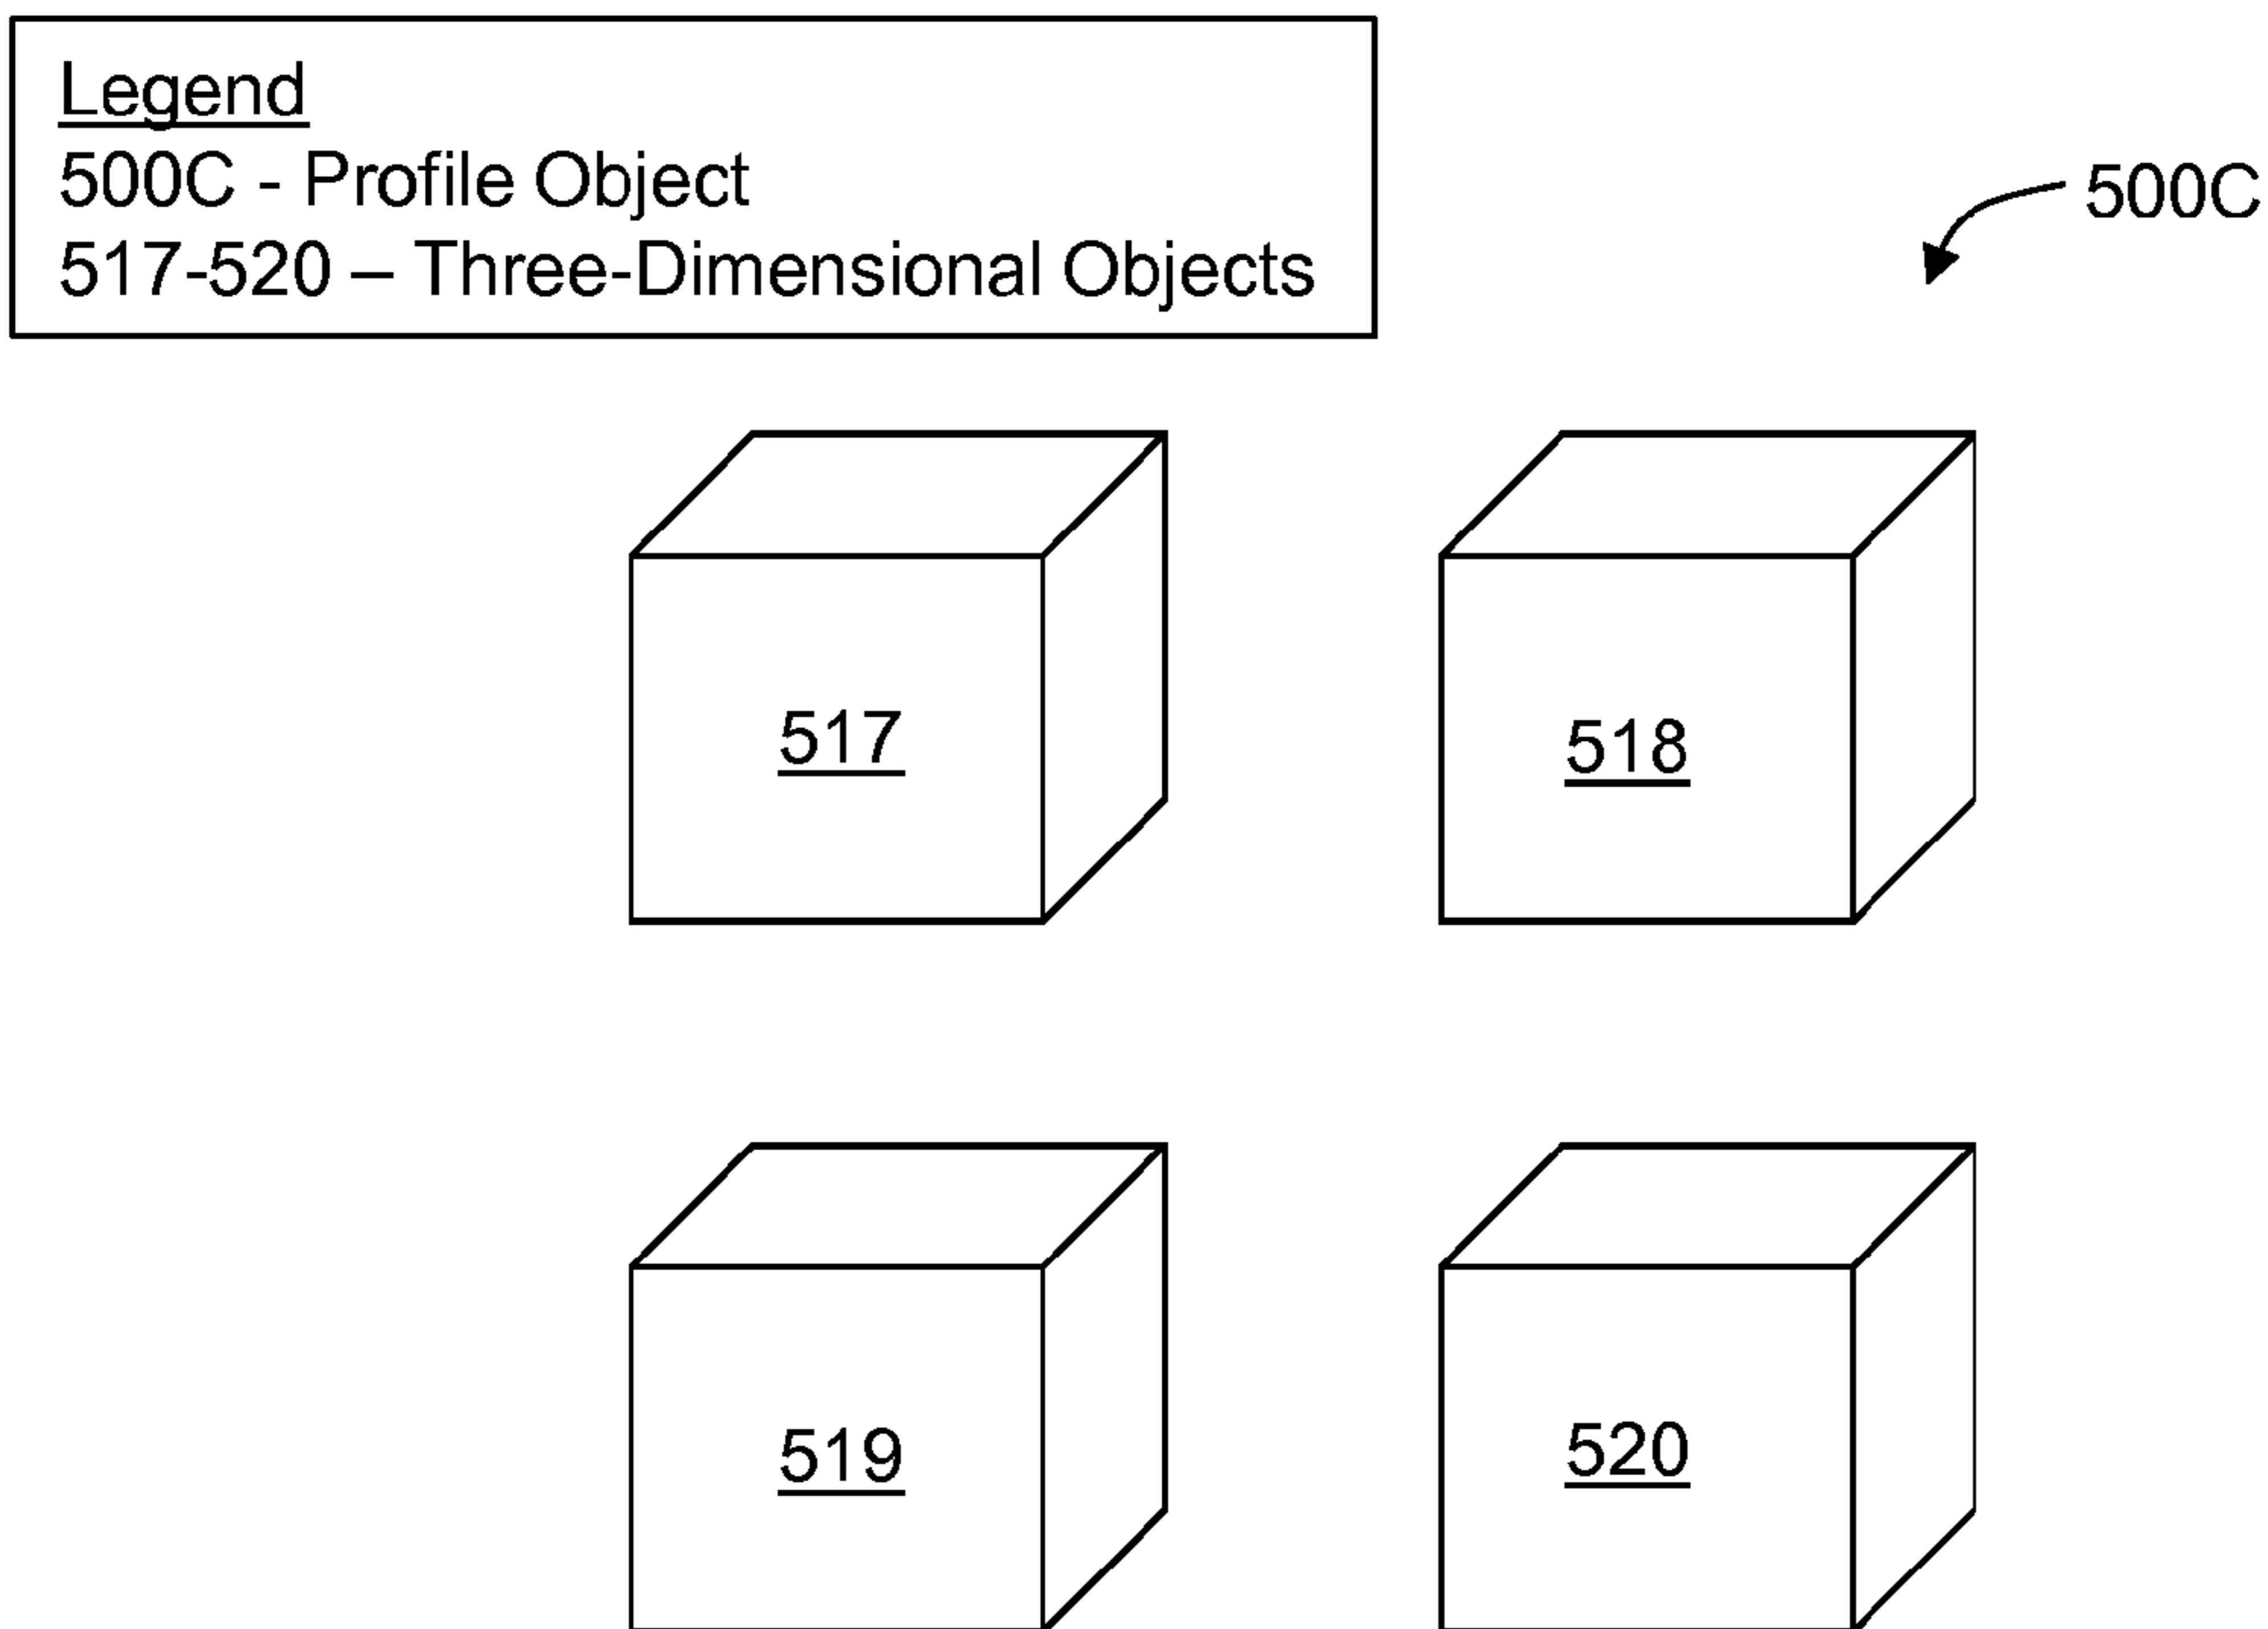 Legend
500C - Profile Object
517-520 – Three-Dimensional Objects
500C
517
518
519
520